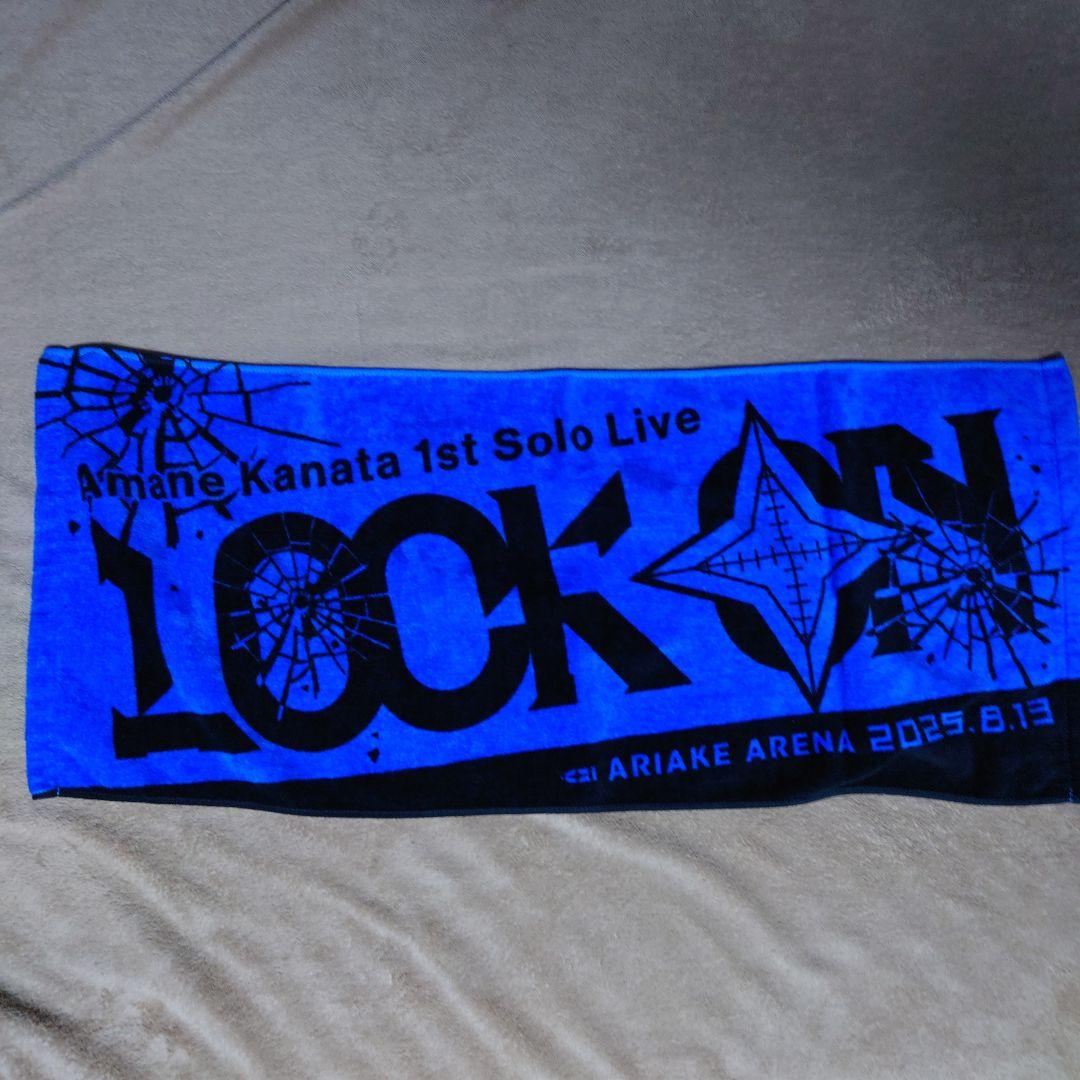 Amane Kanata 1st Solo Live
LOCK ON
ARIAKE ARENA 2025.8.13